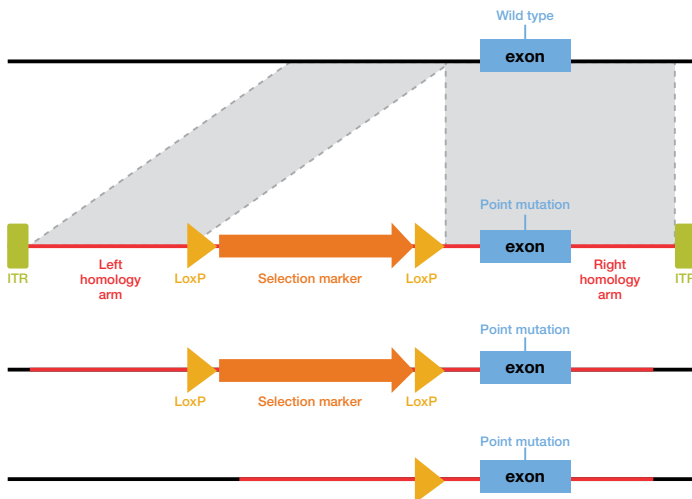 Wild type
exon
Point mutation
exon
ITR
Left
homology
arm
LoxP
Selection marker
LoxP
Right
homology
arm
ITR
Point mutation
exon
LoxP
Selection marker
LoxP
Point mutation
exon